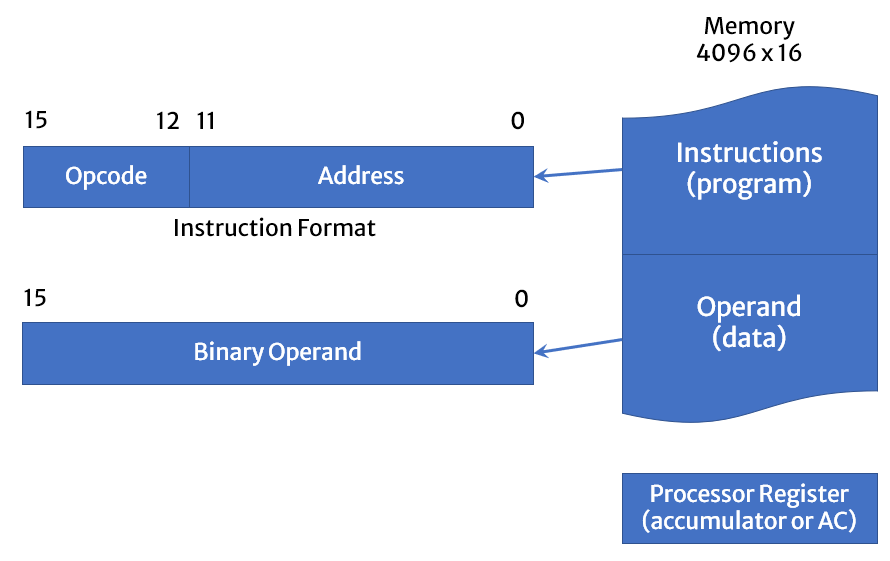 Memory
4096 x 16
15 12 11 0
Opcode Address
Instruction Format
Instructions
(program)
15 0
Binary Operand
Operand
(data)
Processor Register
(accumulator or AC)